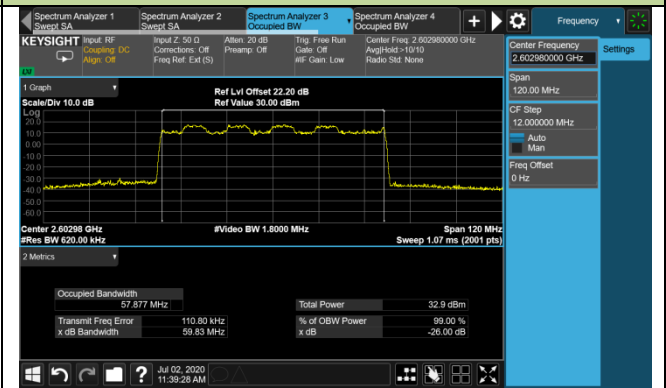 Spectrum Analyzer 1 Spectrum Analyzer 2 Spectrum Analyzer 3 Spectrum Analyzer 4 Frequency
Swept SA Swept SA Occupied BW Occupied BW
KEYSIGHT Input: RF Input Z: 50 Ω Atten: 20 dB Trig: Free Run Center Freq: 2.602980000 GHz
Coupling: DC Corrections: Off Preamp: Off Gate: Off Avg|Hold:>10/10
Align: Off Freq Ref: Ext (S) #IF Gain: Low Radio Std: None
Center Frequency Settings
2.602980000 GHz
Span
120.00 MHz
CF Step
12.000000 MHz
Auto
Man
Freq Offset
0 Hz
1 Graph
Ref Lvl Offset 22.20 dB
Scale/Div 10.0 dB Ref Value 30.00 dBm
Log
20.0
10.0
0.00
-10.0
-20.0
-30.0
-40.0
-50.0
-60.0
Center 2.60298 GHz #Video BW 1.8000 MHz Span 120 MHz
#Res BW 620.00 kHz Sweep 1.07 ms (2001 pts)
2 Metrics
Occupied Bandwidth
57.877 MHz Total Power 32.9 dBm
Transmit Freq Error 110.80 kHz % of OBW Power 99.00 %
x dB Bandwidth 59.83 MHz x dB -26.00 dB
Jul 02, 2020
11:39:28 AM